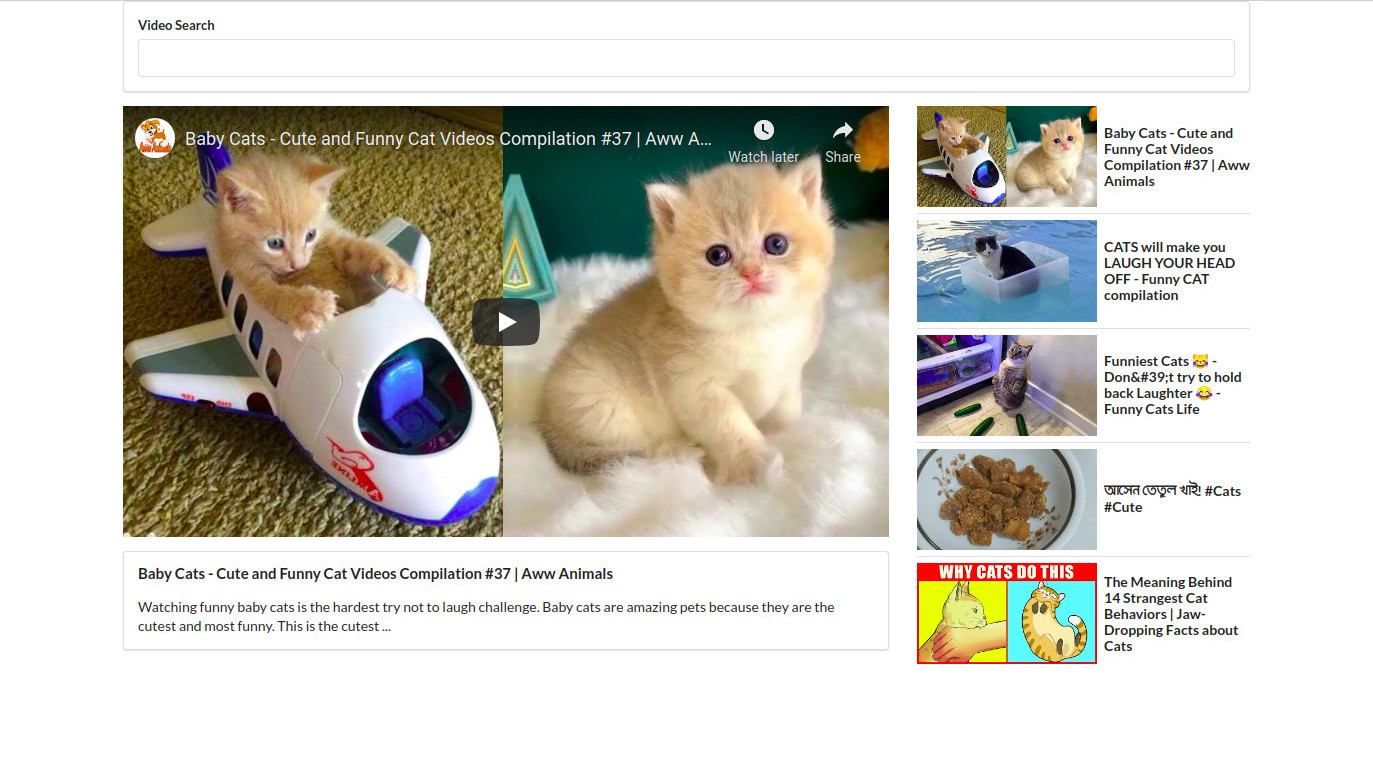 Video Search
Baby Cats - Cute and Funny Cat Videos Compilation #37 | Aww A...
Watch later
Share
Baby Cats - Cute and Funny Cat Videos Compilation #37 | Aww Animals
Watching funny baby cats is the hardest try not to laugh challenge. Baby cats are amazing pets because they are the
cutest and most funny. This is the cutest ...
Baby Cats - Cute and
Funny Cat Videos
Compilation #37 | Aww
Animals
CATS will make you
LAUGH YOUR HEAD
OFF - Funny CAT
compilation
Funniest Cats 😹 -
Don&#39;t try to hold
back Laughter 😂 -
Funny Cats Life
আসেন তেতুল খাই! #Cats
#Cute
WHY CATS DO THIS
The Meaning Behind
14 Strangest Cat
Behaviors | Jaw-
Dropping Facts about
Cats